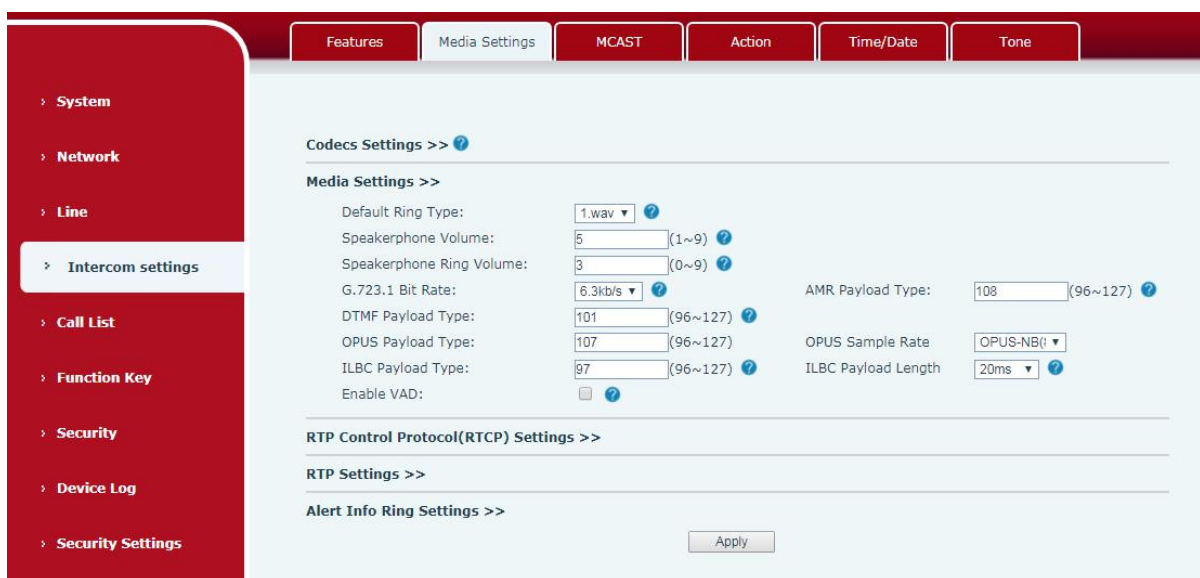 Features Media Settings MCAST Action Time/Date Tone
› System
› Network
› Line
› Intercom settings
› Call List
› Function Key
› Security
› Device Log
› Security Settings
Codecs Settings >> ?
Media Settings >>
Default Ring Type: 1.wav ▼ ?
Speakerphone Volume: 5 (1~9) ?
Speakerphone Ring Volume: 3 (0~9) ?
G.723.1 Bit Rate: 6.3kb/s ▼ ? AMR Payload Type: 108 (96~127) ?
DTMF Payload Type: 101 (96~127) ?
OPUS Payload Type: 107 (96~127) OPUS Sample Rate OPUS-NB( ▼
ILBC Payload Type: 97 (96~127) ? ILBC Payload Length 20ms ▼ ?
Enable VAD: ?
RTP Control Protocol(RTCP) Settings >>
RTP Settings >>
Alert Info Ring Settings >>
Apply